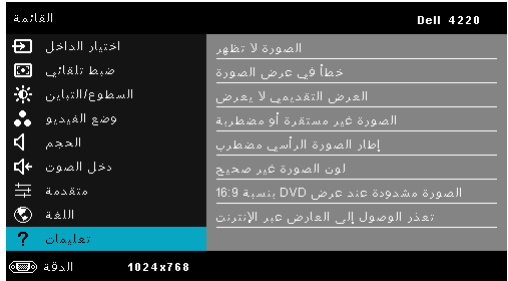 القائمة
Dell 4220
اختيار الداخل
ضبط تلقائي
السطوع/التباين
وضع الفيديو
الحجم
دخل الصوت
متقدمة
اللغة
تعليمات
الصورة لا تظهر
خطأ في عرض الصورة
العرض التقديمي لا يعرض
الصورة غير مستقرة أو مضطربة
إطار الصورة الرأسي مضطرب
لون الصورة غير صحيح
الصورة مشدودة عند عرض DVD بنسبة 16:9
تعذر الوصول إلى العارض عبر الإنترنت
الدقة 1024x768